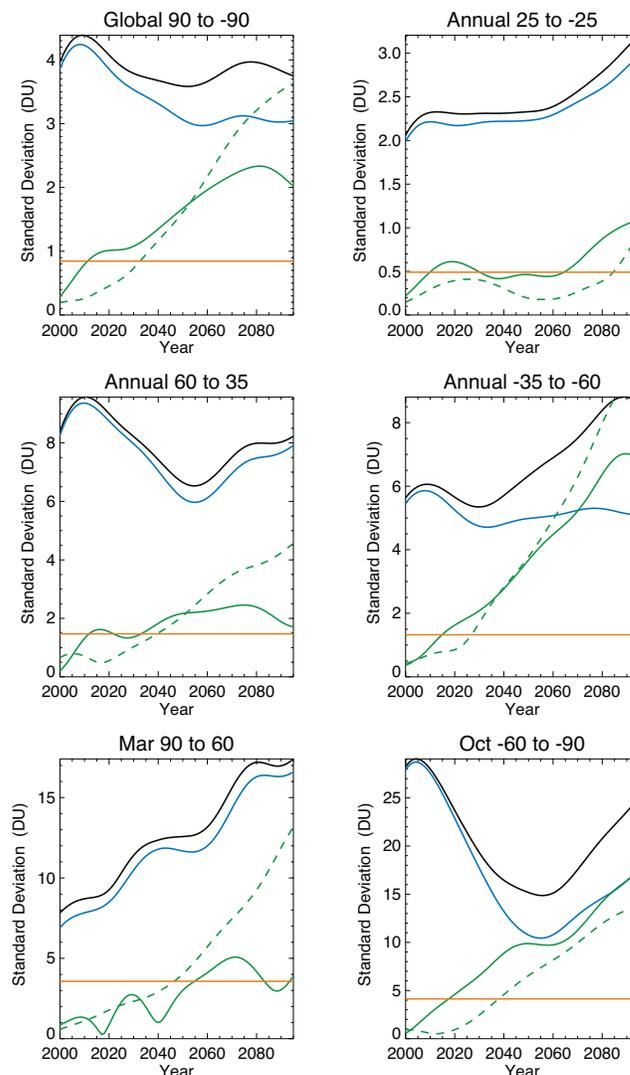 Global 90 to -90
Standard Deviation (DU)
4
3
2
1
0
2000 2020 2040 2060 2080
Year
Annual 25 to -25
Standard Deviation (DU)
3.0
2.5
2.0
1.5
1.0
0.5
0.0
2000 2020 2040 2060 2080
Year
Annual 60 to 35
Standard Deviation (DU)
8
6
4
2
0
2000 2020 2040 2060 2080
Year
Annual -35 to -60
Standard Deviation (DU)
8
6
4
2
0
2000 2020 2040 2060 2080
Year
Mar 90 to 60
Standard Deviation (DU)
15
10
5
0
2000 2020 2040 2060 2080
Year
Oct -60 to -90
Standard Deviation (DU)
25
20
15
10
5
0
2000 2020 2040 2060 2080
Year